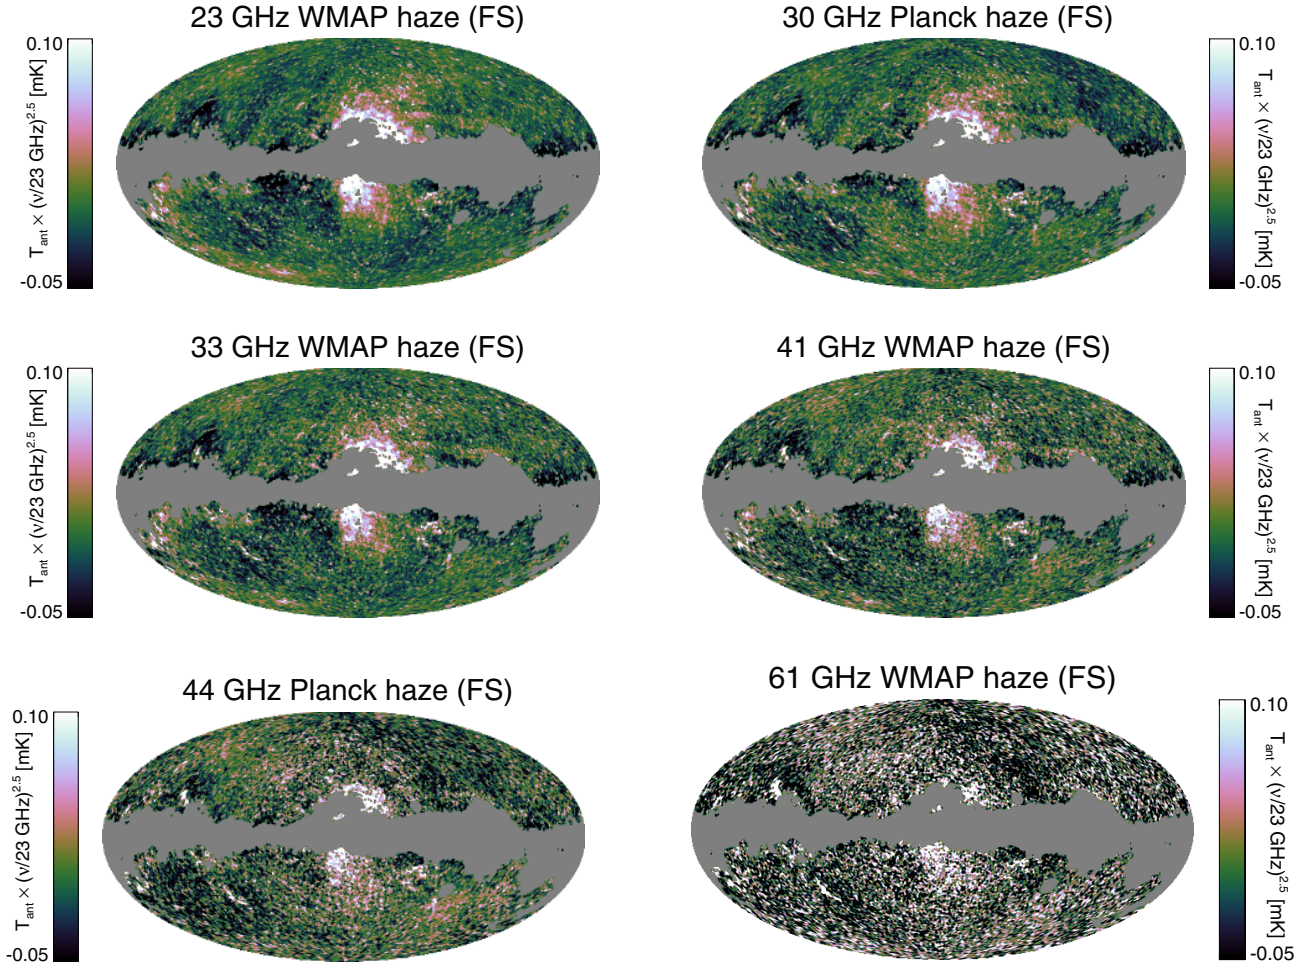 23 GHz WMAP haze (FS)
30 GHz Planck haze (FS)
0.10
T_ant × (ν/23 GHz)^2.5 [mK]
-0.05
0.10
T_ant × (ν/23 GHz)^2.5 [mK]
-0.05
33 GHz WMAP haze (FS)
41 GHz WMAP haze (FS)
0.10
T_ant × (ν/23 GHz)^2.5 [mK]
-0.05
0.10
T_ant × (ν/23 GHz)^2.5 [mK]
-0.05
44 GHz Planck haze (FS)
61 GHz WMAP haze (FS)
0.10
T_ant × (ν/23 GHz)^2.5 [mK]
-0.05
0.10
T_ant × (ν/23 GHz)^2.5 [mK]
-0.05